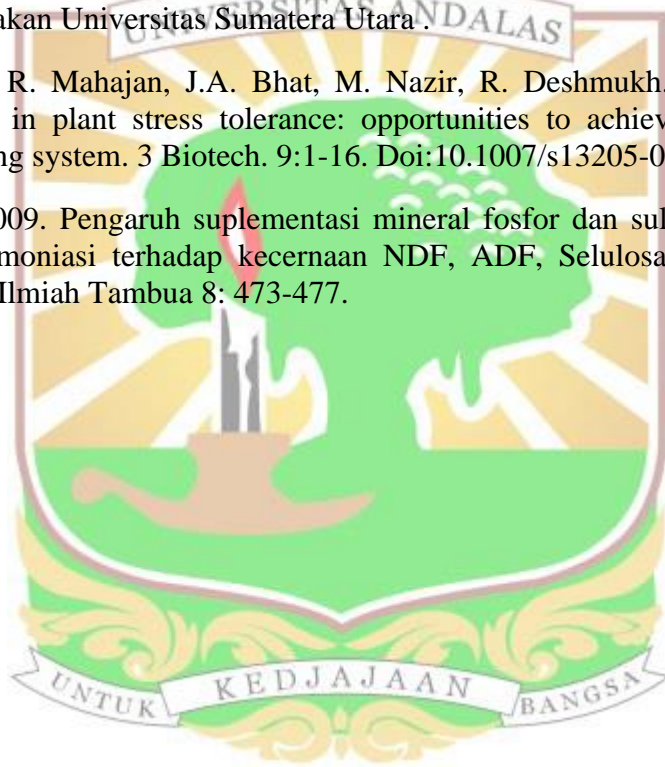 akan Universitas Sumatera Utara .
UNIVERSITAS ANDALAS
R. Mahajan, J.A. Bhat, M. Nazir, R. Deshmukh.
in plant stress tolerance: opportunities to achiev
ng system. 3 Biotech. 9:1-16. Doi:10.1007/s13205-0
009. Pengaruh suplementasi mineral fosfor dan sul
moniasi terhadap kecernaan NDF, ADF, Selulosa
Ilmiah Tambua 8: 473-477.
UNTUK KEDJAJAAN BANGSA